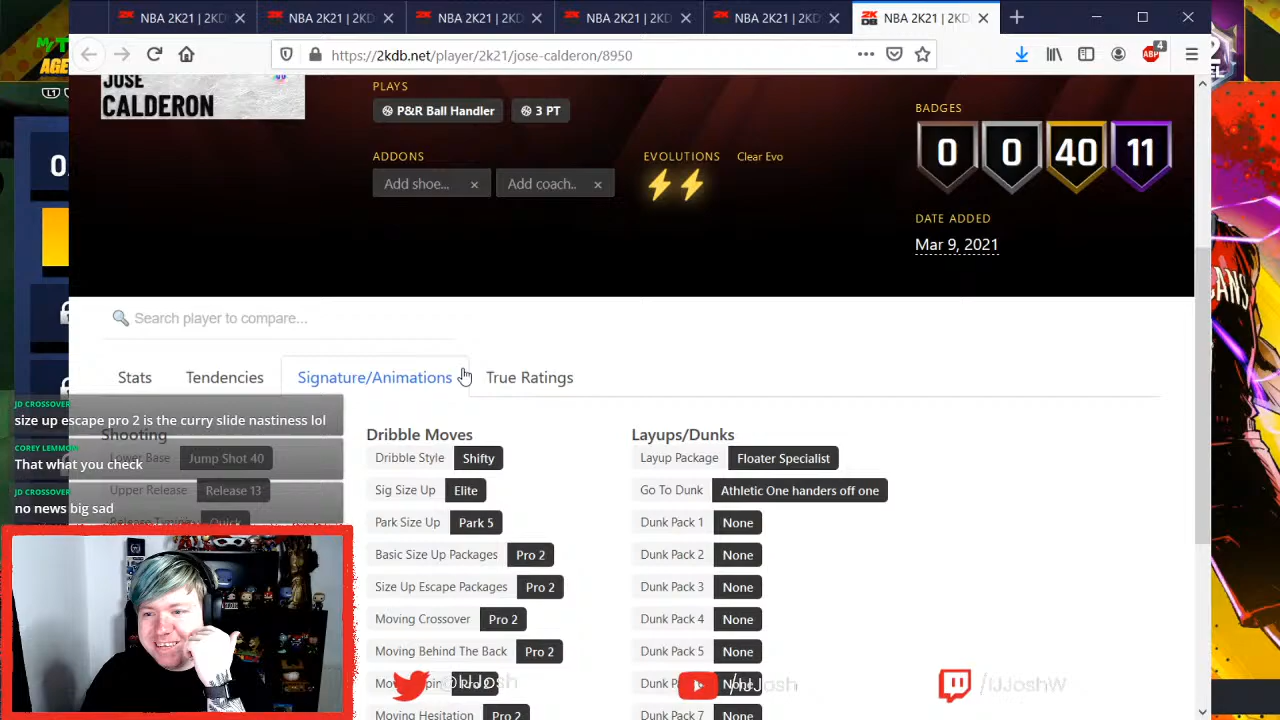 NBA 2K21 | 2KD
NBA 2K21 | 2KD
NBA 2K21 | 2KD
NBA 2K21 | 2KD
NBA 2K21 | 2KD
NBA 2K21 | 2KD
https://2kdb.net/player/2k21/jose-calderon/8950
4
JOSE
CALDERON
PLAYS
P&R Ball Handler
3 PT
ADDONS
Add shoe...
Add coach..
EVOLUTIONS
Clear Evo
BADGES
0
0
40
11
DATE ADDED
Mar 9, 2021
Search player to compare...
Stats
Tendencies
Signature/Animations
True Ratings
JD CROSSOVER
size up escape pro 2 is the curry slide nastiness lol
COREY LEMMON
That what you check
JD CROSSOVER
no news big sad
Shooting
Lower Base Jump Shot 40
Upper Release Release 13
Release Timing Quick
Dribble Moves
Dribble Style Shifty
Sig Size Up Elite
Park Size Up Park 5
Basic Size Up Packages Pro 2
Size Up Escape Packages Pro 2
Moving Crossover Pro 2
Moving Behind The Back Pro 2
Moving Hesitation Pro 2
Layups/Dunks
Layup Package Floater Specialist
Go To Dunk Athletic One handers off one
Dunk Pack 1 None
Dunk Pack 2 None
Dunk Pack 3 None
Dunk Pack 4 None
Dunk Pack 5 None
Dunk Pack 7 None
@IJJosh
/IJJosh
/IJJoshW